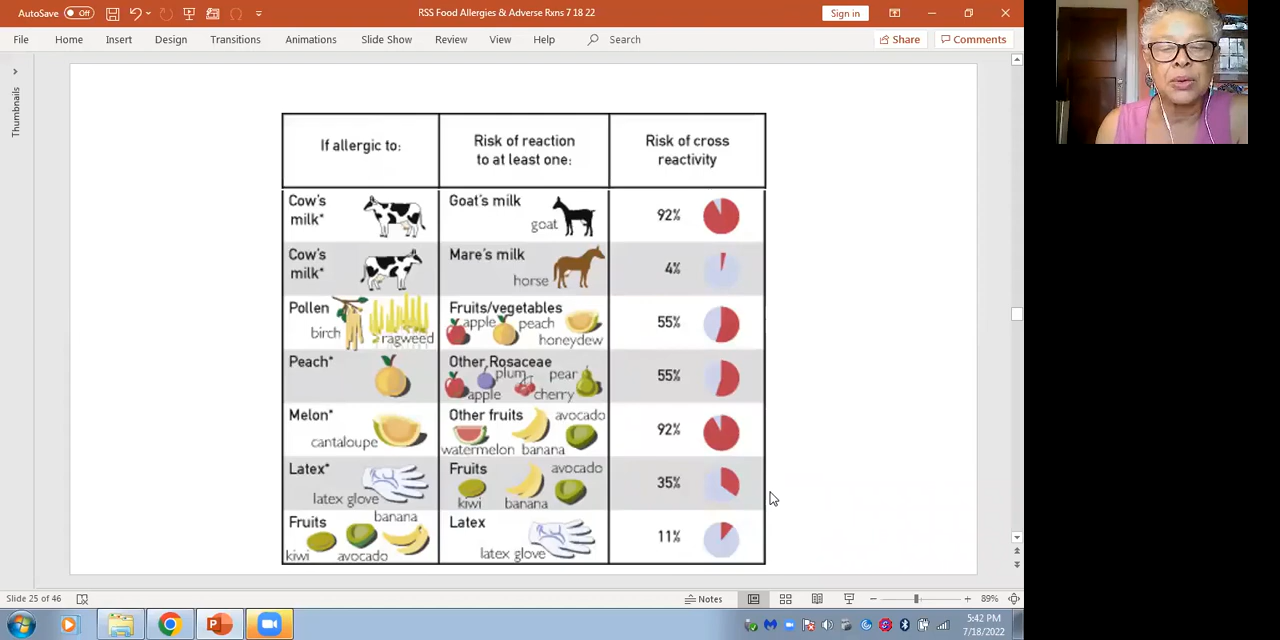 AutoSave Off
RSS Food Allergies & Adverse Rxns 7 18 22
Sign in
File Home Insert Design Transitions Animations Slide Show Review View Help Search Share Comments
Thumbnails
If allergic to: Risk of reaction to at least one: Risk of cross reactivity
Cow's milk* Goat's milk goat 92%
Cow's milk* Mare's milk horse 4%
Pollen birch ragweed Fruits/vegetables apple peach honeydew 55%
Peach* Other Rosaceae apple plum cherry pear 55%
Melon* cantaloupe Other fruits watermelon banana avocado 92%
Latex* latex glove Fruits kiwi banana avocado 35%
Fruits kiwi avocado banana Latex latex glove 11%
Slide 25 of 46
Notes
89%
5:42 PM
7/18/2022